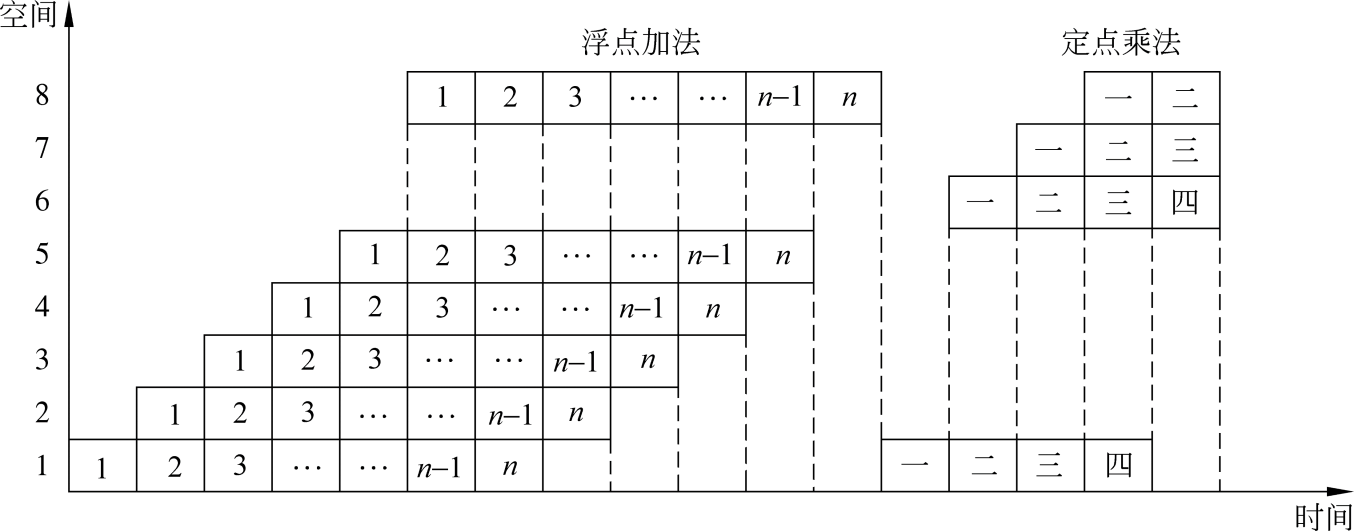 空间
浮点加法 定点乘法
8 1 2 3 … … n–1 n 一 二
7 一 二 三
6 一 二 三 四
5 1 2 3 … … n–1 n
4 1 2 3 … … n–1 n
3 1 2 3 … … n–1 n
2 1 2 3 … … n–1 n
1 1 2 3 … … n–1 n 一 二 三 四
时间